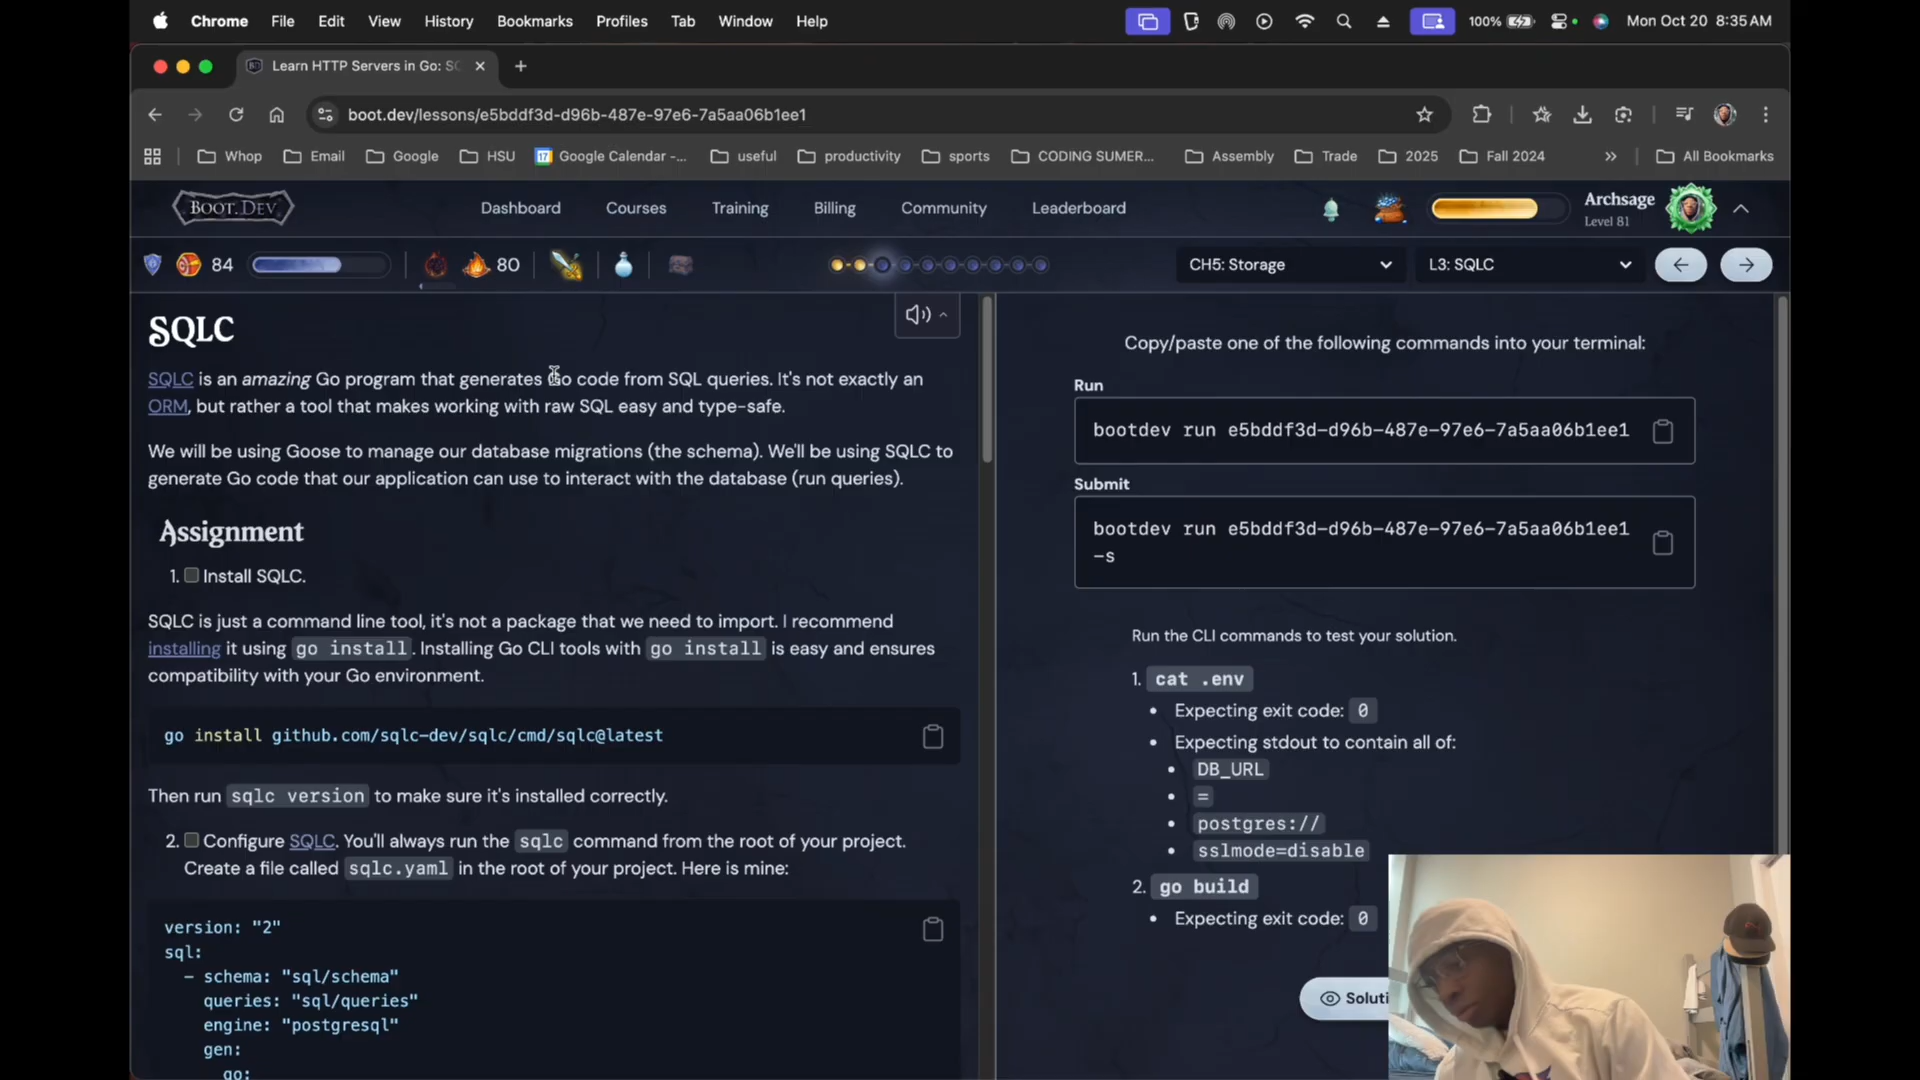 Chrome File Edit View History Bookmarks Profiles Tab Window Help 100% Mon Oct 20 8:35 AM
Learn HTTP Servers in Go: SQ
boot.dev/lessons/e5bddf3d-d96b-487e-97e6-7a5aa06b1ee1
Whop Email Google HSU 17 Google Calendar -... useful productivity sports CODING SUMER... Assembly Trade 2025 Fall 2024 » All Bookmarks
BOOT.DEV Dashboard Courses Training Billing Community Leaderboard Archsage
Level 81
84 80 CH5: Storage L3: SQLC
SQLC
SQLC is an amazing Go program that generates Go code from SQL queries. It's not exactly an
ORM, but rather a tool that makes working with raw SQL easy and type-safe.
We will be using Goose to manage our database migrations (the schema). We'll be using SQLC to
generate Go code that our application can use to interact with the database (run queries).
Assignment
1. Install SQLC.
SQLC is just a command line tool, it's not a package that we need to import. I recommend
installing it using go install. Installing Go CLI tools with go install is easy and ensures
compatibility with your Go environment.
go install github.com/sqlc-dev/sqlc/cmd/sqlc@latest
Then run sqlc version to make sure it's installed correctly.
2. Configure SQLC. You'll always run the sqlc command from the root of your project.
Create a file called sqlc.yaml in the root of your project. Here is mine:
version: "2"
sql:
- schema: "sql/schema"
queries: "sql/queries"
engine: "postgresql"
gen:
go:
Copy/paste one of the following commands into your terminal:
Run
bootdev run e5bddf3d-d96b-487e-97e6-7a5aa06b1ee1
Submit
bootdev run e5bddf3d-d96b-487e-97e6-7a5aa06b1ee1
-s
Run the CLI commands to test your solution.
1. cat .env
• Expecting exit code: 0
• Expecting stdout to contain all of:
• DB_URL
• =
• postgres://
• sslmode=disable
2. go build
• Expecting exit code: 0
Soluti